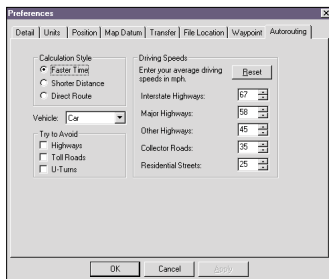 Preferences
Detail
Units
Position
Map Datum
Transfer
File Location
Waypoint
Autorouting
Calculation Style
Faster Time
Shorter Distance
Direct Route
Vehicle: Car
Try to Avoid
Highways
Toll Roads
U-Turns
Driving Speeds
Enter your average driving
speeds in mph.
Reset
Interstate Highways: 67
Major Highways: 58
Other Highways: 45
Collector Roads: 35
Residential Streets: 25
OK
Cancel
Apply